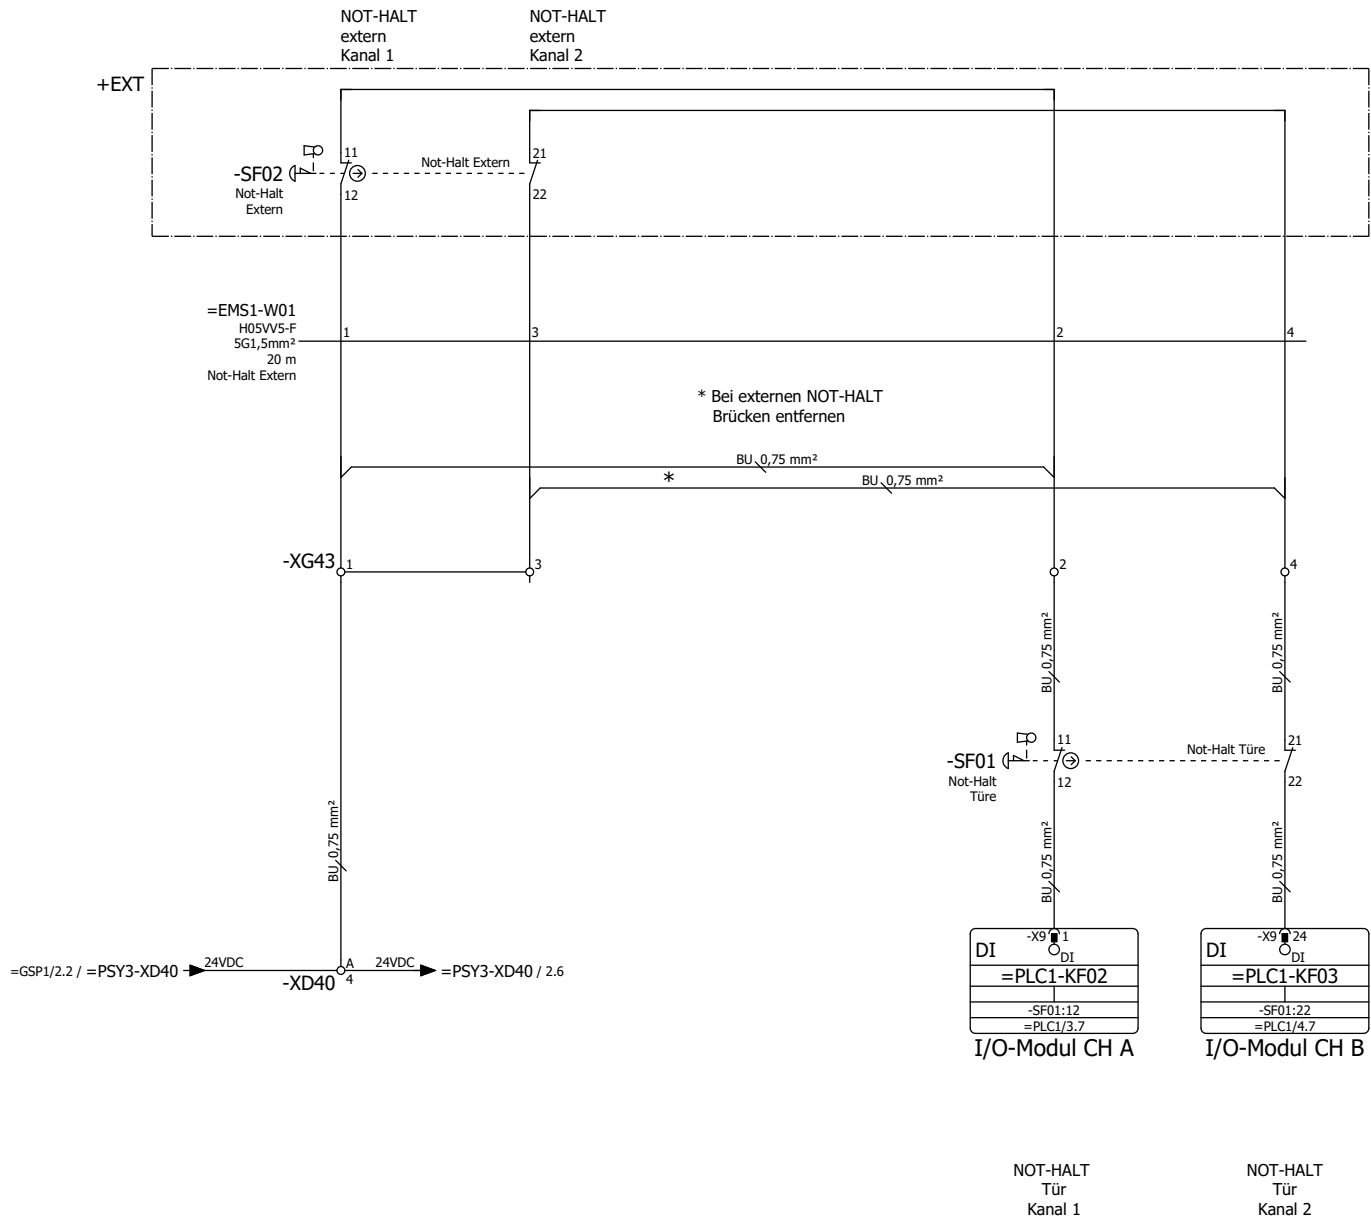 NOT-HALT
extern
Kanal 1
NOT-HALT
extern
Kanal 2
+EXT
-SF02
Not-Halt
Extern
11
12
Not-Halt Extern
21
22
=EMS1-W01
H05VV5-F
5G1,5mm²
20 m
Not-Halt Extern
1
3
2
4
* Bei externen NOT-HALT
Brücken entfernen
BU 0,75 mm²
*
BU 0,75 mm²
-XG43
1
3
2
4
BU 0,75 mm²
BU 0,75 mm²
-SF01
Not-Halt
Türe
11
12
Not-Halt Türe
21
22
BU 0,75 mm²
BU 0,75 mm²
BU 0,75 mm²
=GSP1/2.2 / =PSY3-XD40
24VDC
-XD40
A
4
24VDC
=PSY3-XD40 / 2.6
DI
-X9 1
DI
=PLC1-KF02
-SF01:12
=PLC1/3.7
I/O-Modul CH A
DI
-X9 24
DI
=PLC1-KF03
-SF01:22
=PLC1/4.7
I/O-Modul CH B
NOT-HALT
Tür
Kanal 1
NOT-HALT
Tür
Kanal 2